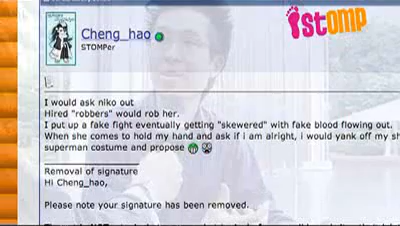 stomp
Cheng_hao
STOMPer
I would ask niko out
Hired "robbers" would rob her.
I put up a fake fight eventually getting "skewered" with fake blood flowing out.
When she comes to hold my hand and ask if i am alright, i would yank off my
superman costume and propose
Removal of signature
Hi Cheng_hao,
Please note your signature has been removed.